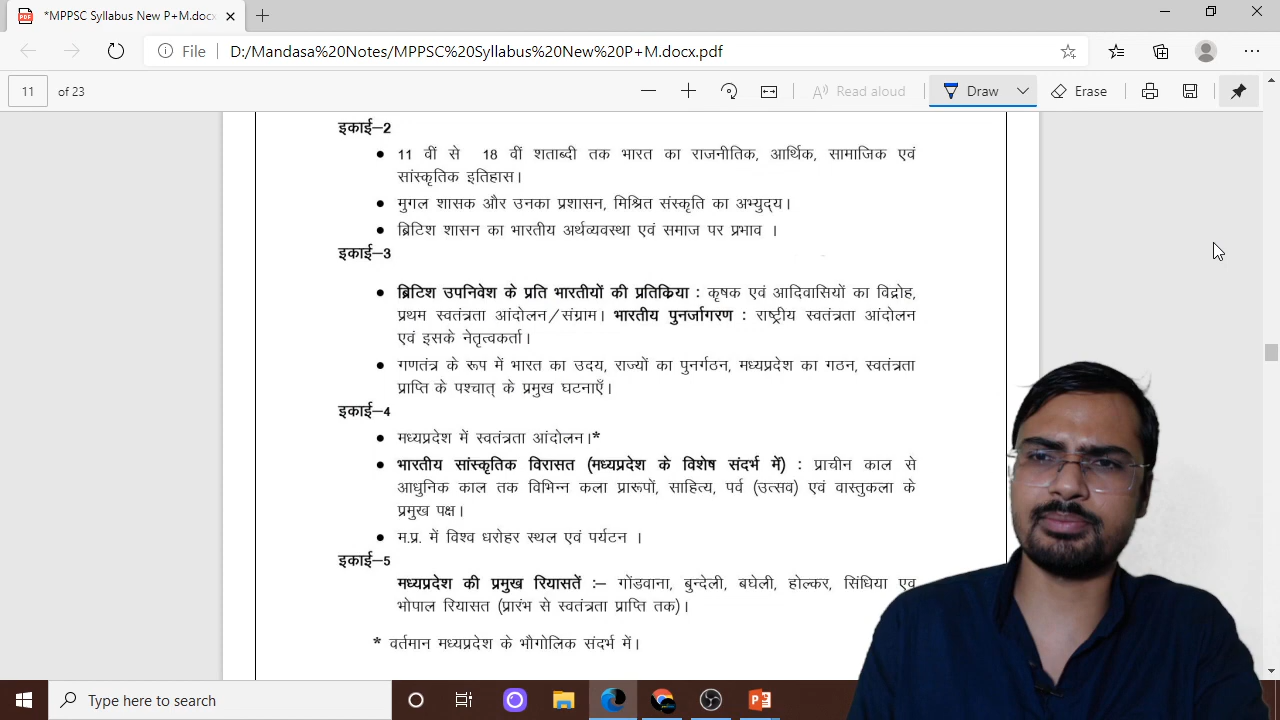 *MPPSC Syllabus New P+M.docx
File D:/Mandasa%20Notes/MPPSC%20Syllabus%20New%20P+M.docx.pdf
11 of 23 Read aloud Draw Erase
इकाई–2
• 11 वीं से 18 वीं शताब्दी तक भारत का राजनीतिक, आर्थिक, सामाजिक एवं
सांस्कृतिक इतिहास।
• मुगल शासक और उनका प्रशासन, मिश्रित संस्कृति का अभ्युद्य।
• ब्रिटिश शासन का भारतीय अर्थव्यवस्था एवं समाज पर प्रभाव ।
इकाई–3
• ब्रिटिश उपनिवेश के प्रति भारतीयों की प्रतिक्रिया : कृषक एवं आदिवासियों का विद्रोह,
प्रथम स्वतंत्रता आंदोलन/संग्राम। भारतीय पुनर्जागरण : राष्ट्रीय स्वतंत्रता आंदोलन
एवं इसके नेतृत्वकर्ता।
• गणतंत्र के रूप में भारत का उदय, राज्यों का पुनर्गठन, मध्यप्रदेश का गठन, स्वतंत्रता
प्राप्ति के पश्चात् के प्रमुख घटनाएँ।
इकाई–4
• मध्यप्रदेश में स्वतंत्रता आंदोलन।*
• भारतीय सांस्कृतिक विरासत (मध्यप्रदेश के विशेष संदर्भ में) : प्राचीन काल से
आधुनिक काल तक विभिन्न कला प्रारूपों, साहित्य, पर्व (उत्सव) एवं वास्तुकला के
प्रमुख पक्ष।
• म.प्र. में विश्व धरोहर स्थल एवं पर्यटन ।
इकाई–5
मध्यप्रदेश की प्रमुख रियासतें :– गोंडवाना, बुन्देली, बघेली, होल्कर, सिंधिया एव
भोपाल रियासत (प्रारंभ से स्वतंत्रता प्राप्ति तक)।
* वर्तमान मध्यप्रदेश के भौगोलिक संदर्भ में।
Type here to search